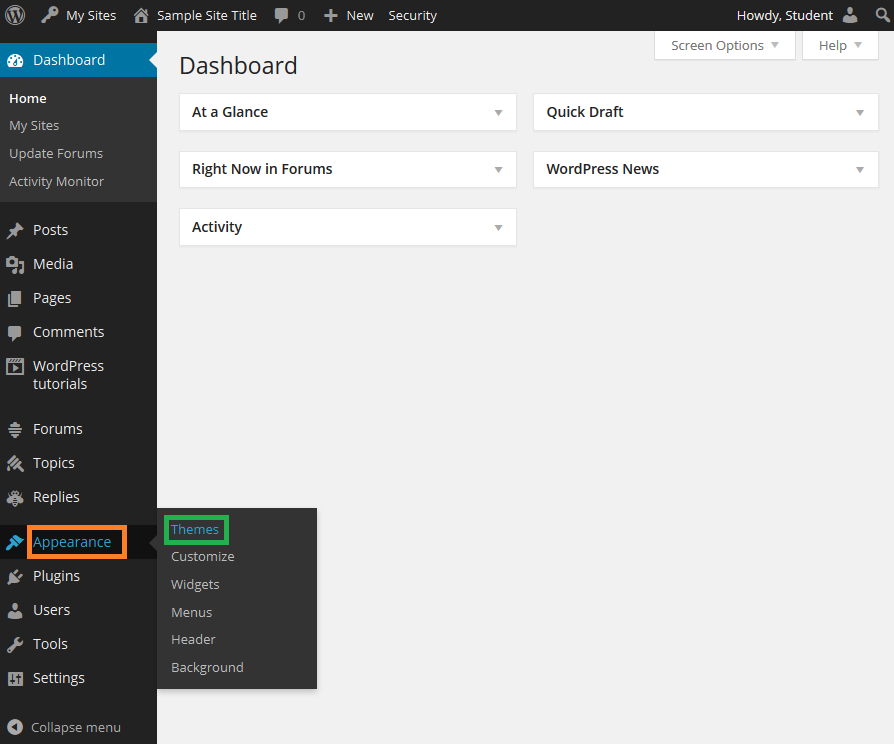 My Sites Sample Site Title 0 New Security Howdy, Student
Screen Options Help
Dashboard
Home
My Sites
Update Forums
Activity Monitor
Posts
Media
Pages
Comments
WordPress
tutorials
Forums
Topics
Replies
Appearance
Plugins
Users
Tools
Settings
Collapse menu
Dashboard
At a Glance
Quick Draft
Right Now in Forums
WordPress News
Activity
Themes
Customize
Widgets
Menus
Header
Background